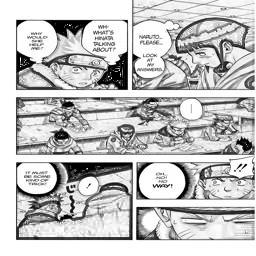 WHY
WOULD
SHE
HELP
ME?
WH-
WHAT'S
HINATA
TALKING
ABOUT?
NARUTO...
PLEASE...
LOOK
AT
MY
ANSWERS.
IT MUST
BE SOME
KIND OF
TRICK!
!
OH...
NO!
NO
WAY!
!!